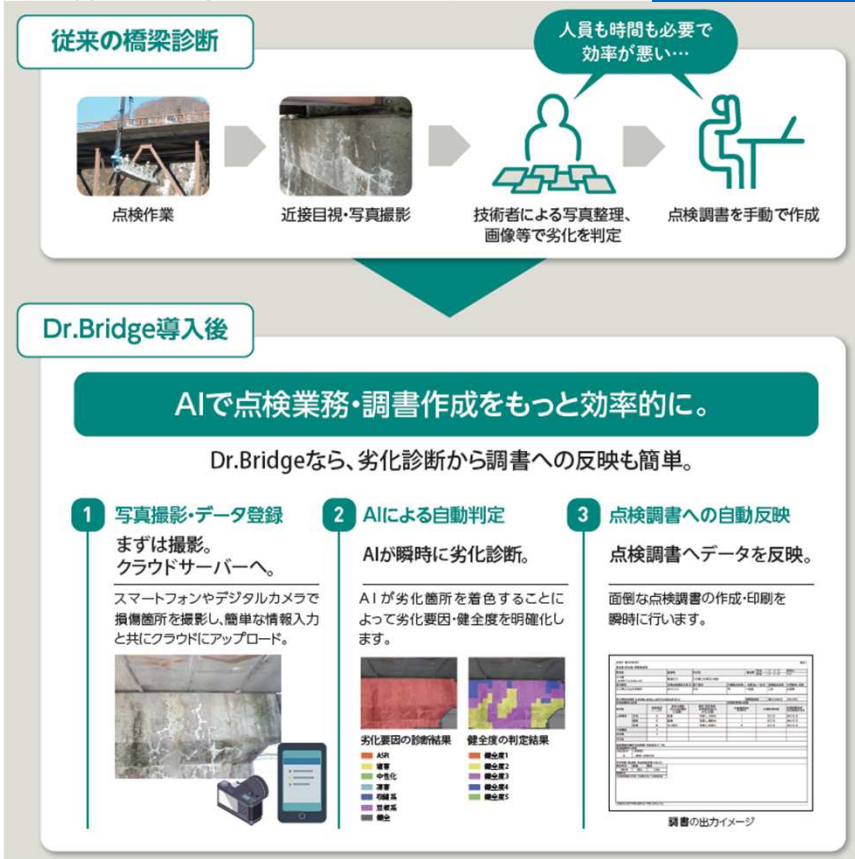 従来の橋梁診断
人員も時間も必要で
効率が悪い…
点検作業
近接目視・写真撮影
技術者による写真整理、
画像等で劣化を判定
点検調書を手動で作成
Dr.Bridge導入後
AIで点検業務・調書作成をもっと効率的に。
Dr.Bridgeなら、劣化診断から調書への反映も簡単。
1 写真撮影・データ登録
まずは撮影。
クラウドサーバーへ。
スマートフォンやデジタルカメラで
損傷箇所を撮影し、簡単な情報入力
と共にクラウドにアップロード。
2 AIによる自動判定
AIが瞬時に劣化診断。
AIが劣化箇所を着色することに
よって劣化要因・健全度を明確化し
ます。
劣化要因の診断結果
ASR
塩害
中性化
凍害
初期系
豆板系
健全
健全度の判定結果
健全度1
健全度2
健全度3
健全度4
健全度5
3 点検調書への自動反映
点検調書へデータを反映。
面倒な点検調書の作成・印刷を
瞬時に行います。
調書の出力イメージ